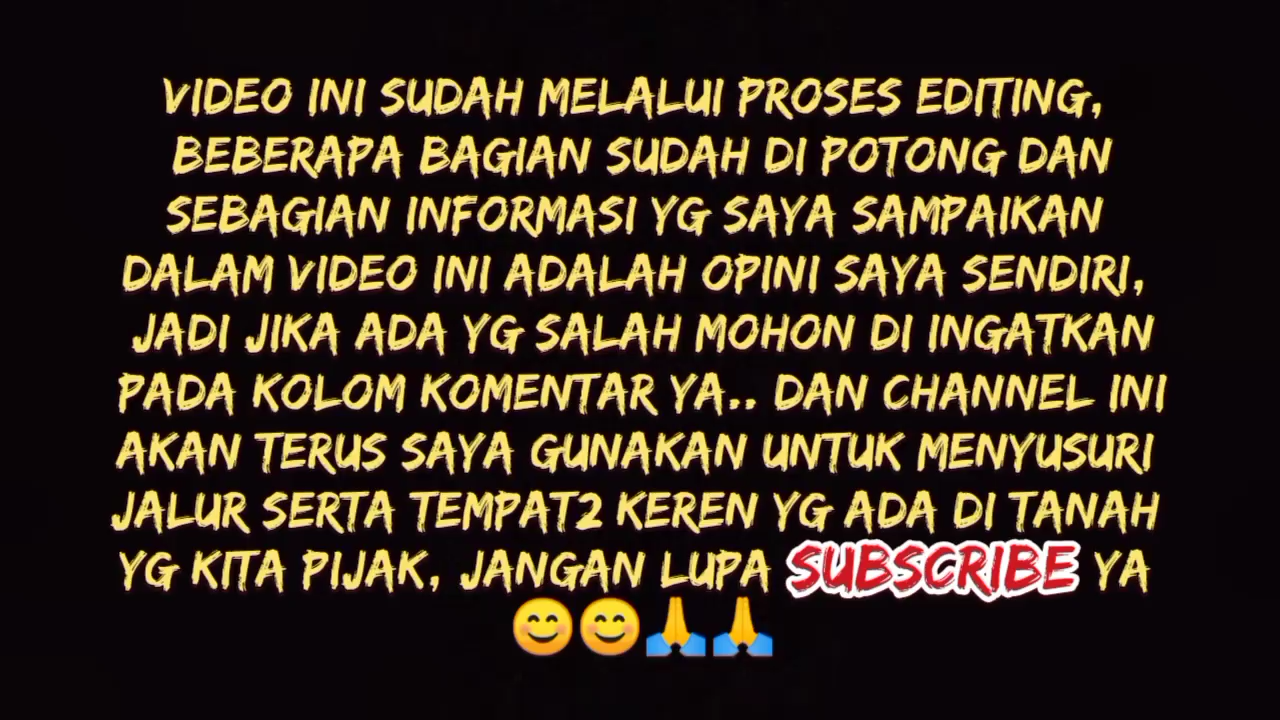 VIDEO INI SUDAH MELALUI PROSES EDITING,
BEBERAPA BAGIAN SUDAH DI POTONG DAN
SEBAGIAN INFORMASI YG SAYA SAMPAIKAN
DALAM VIDEO INI ADALAH OPINI SAYA SENDIRI,
JADI JIKA ADA YG SALAH MOHON DI INGATKAN
PADA KOLOM KOMENTAR YA.. DAN CHANNEL INI
AKAN TERUS SAYA GUNAKAN UNTUK MENYUSURI
JALUR SERTA TEMPAT2 KEREN YG ADA DI TANAH
YG KITA PIJAK, JANGAN LUPA SUBSCRIBE YA
😊😊🙏🙏